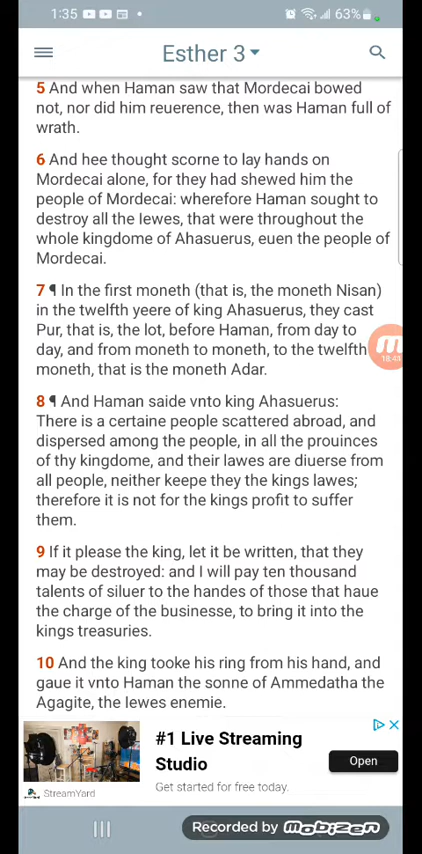 1:35
63%
Esther 3
5 And when Haman saw that Mordecai bowed
not, nor did him reuerence, then was Haman full of
wrath.
6 And hee thought scorne to lay hands on
Mordecai alone, for they had shewed him the
people of Mordecai: wherefore Haman sought to
destroy all the Iewes, that were throughout the
whole kingdome of Ahasuerus, euen the people of
Mordecai.
7 ¶ In the first moneth (that is, the moneth Nisan)
in the twelfth yeere of king Ahasuerus, they cast
Pur, that is, the lot, before Haman, from day to
day, and from moneth to moneth, to the twelfth
moneth, that is the moneth Adar.
18:43
8 ¶ And Haman saide vnto king Ahasuerus:
There is a certaine people scattered abroad, and
dispersed among the people, in all the prouinces
of thy kingdome, and their lawes are diuerse from
all people, neither keepe they the kings lawes;
therefore it is not for the kings profit to suffer
them.
9 If it please the king, let it be written, that they
may be destroyed: and I will pay ten thousand
talents of siluer to the handes of those that haue
the charge of the businesse, to bring it into the
kings treasuries.
10 And the king tooke his ring from his hand, and
gaue it vnto Haman the sonne of Ammedatha the
Agagite, the Iewes enemie.
#1 Live Streaming
Studio
Open
StreamYard
Get started for free today.
Recorded by mobizen